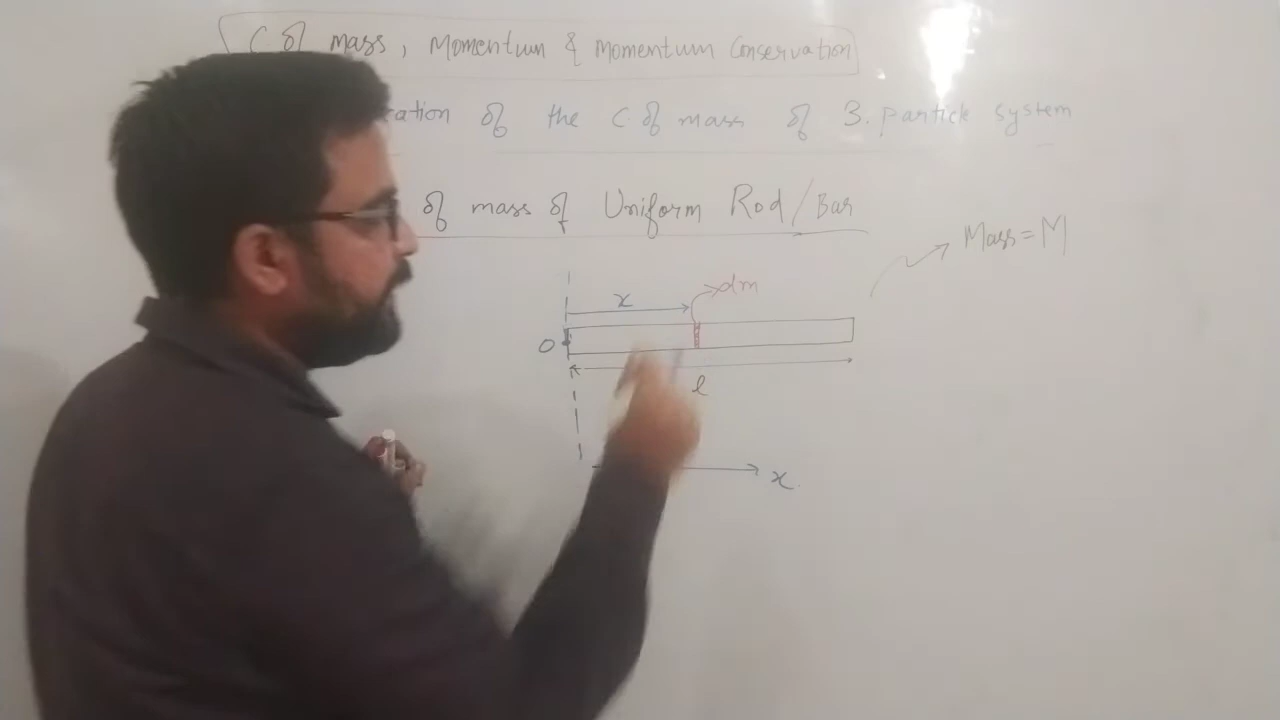 C. of mass, Momentum & Momentum Conservation
of the C. of mass of 3. particle system
of mass of Uniform Rod/Bar
Mass = M
dm
x
O
l
x